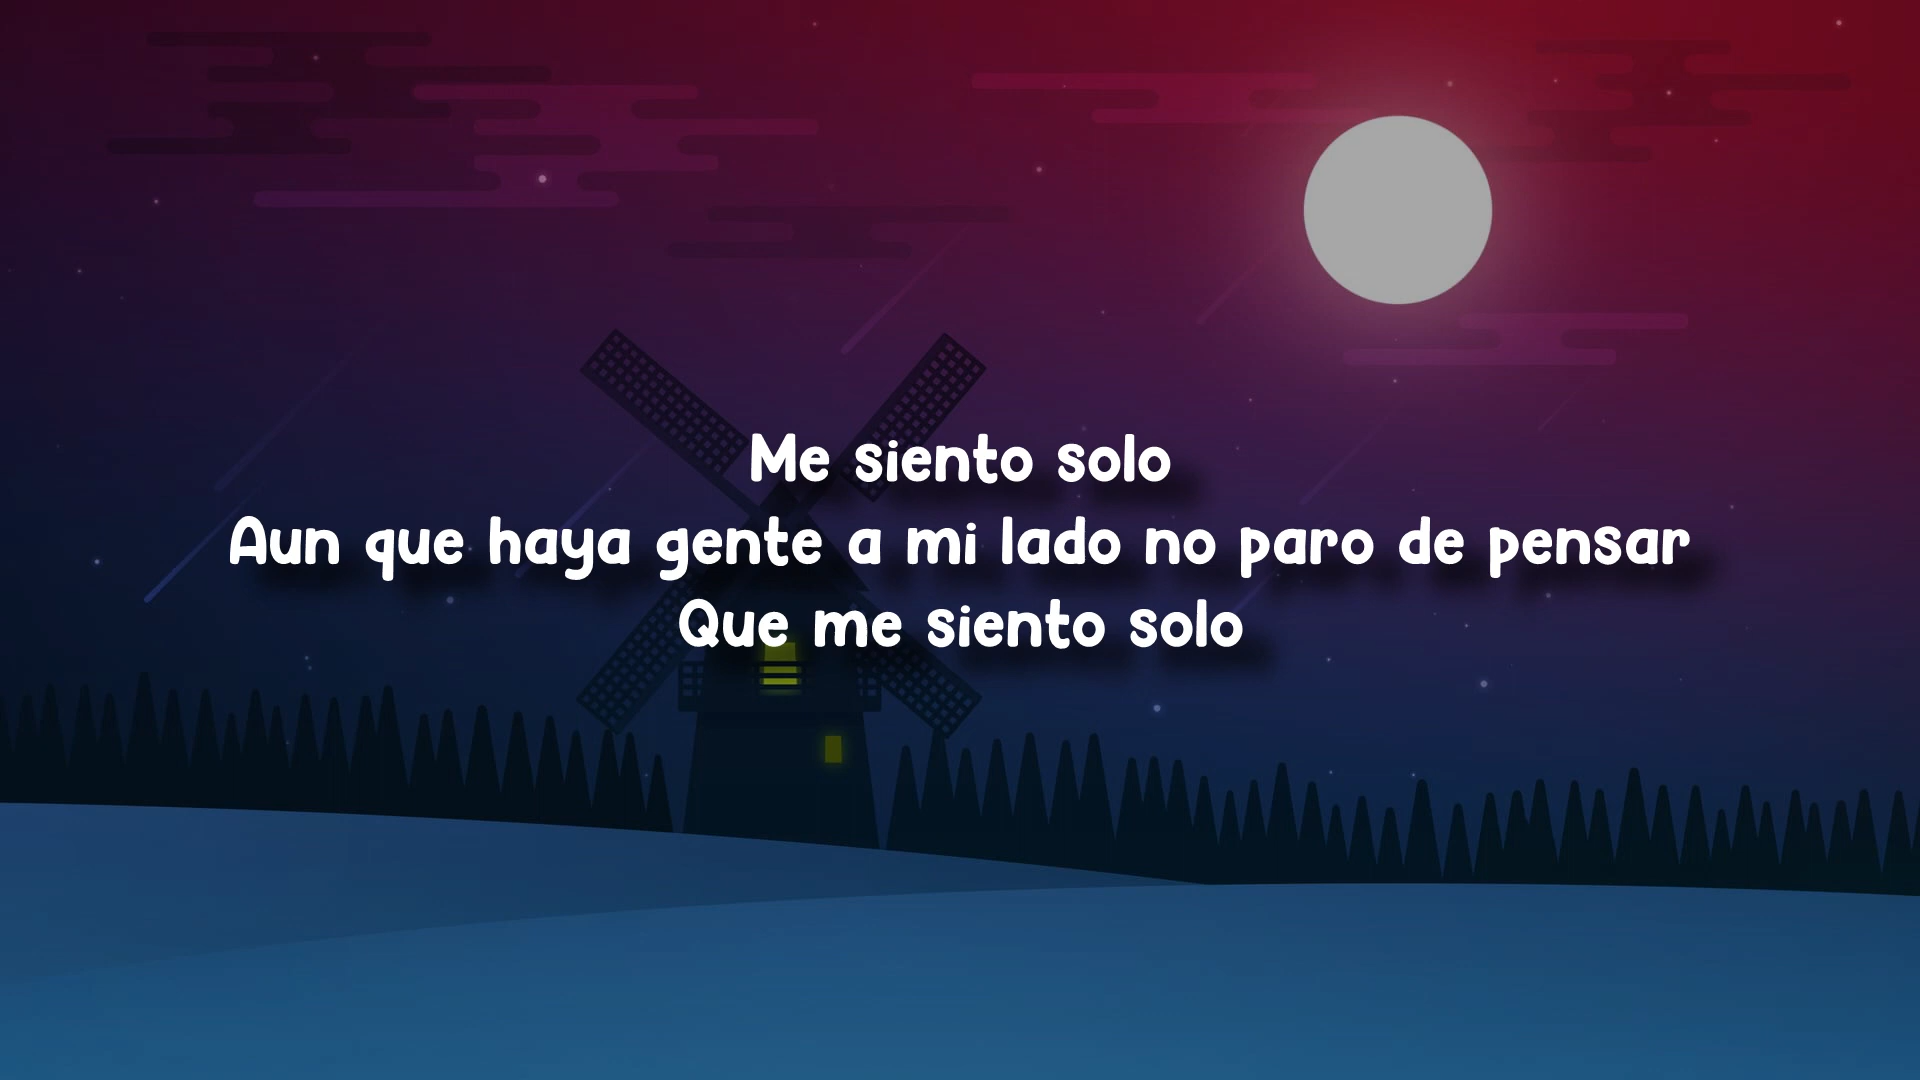 Me siento solo
Aun que haya gente a mi lado no paro de pensar
Que me siento solo